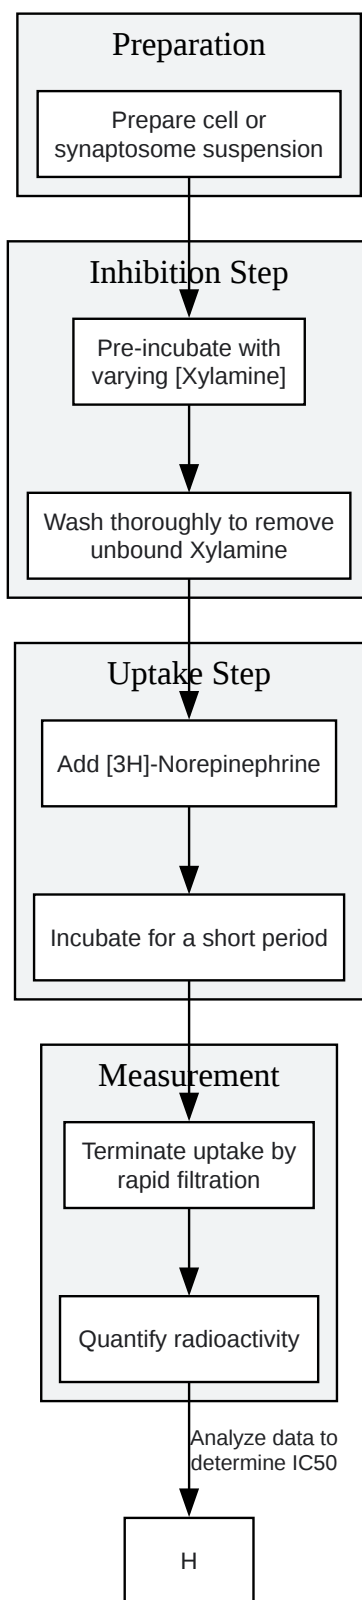 Preparation
Prepare cell or
synaptosome suspension
Inhibition Step
Pre-incubate with
varying [Xylamine]
Wash thoroughly to remove
unbound Xylamine
Uptake Step
Add [3H]-Norepinephrine
Incubate for a short period
Measurement
Terminate uptake by
rapid filtration
Quantify radioactivity
Analyze data to
determine IC50
H